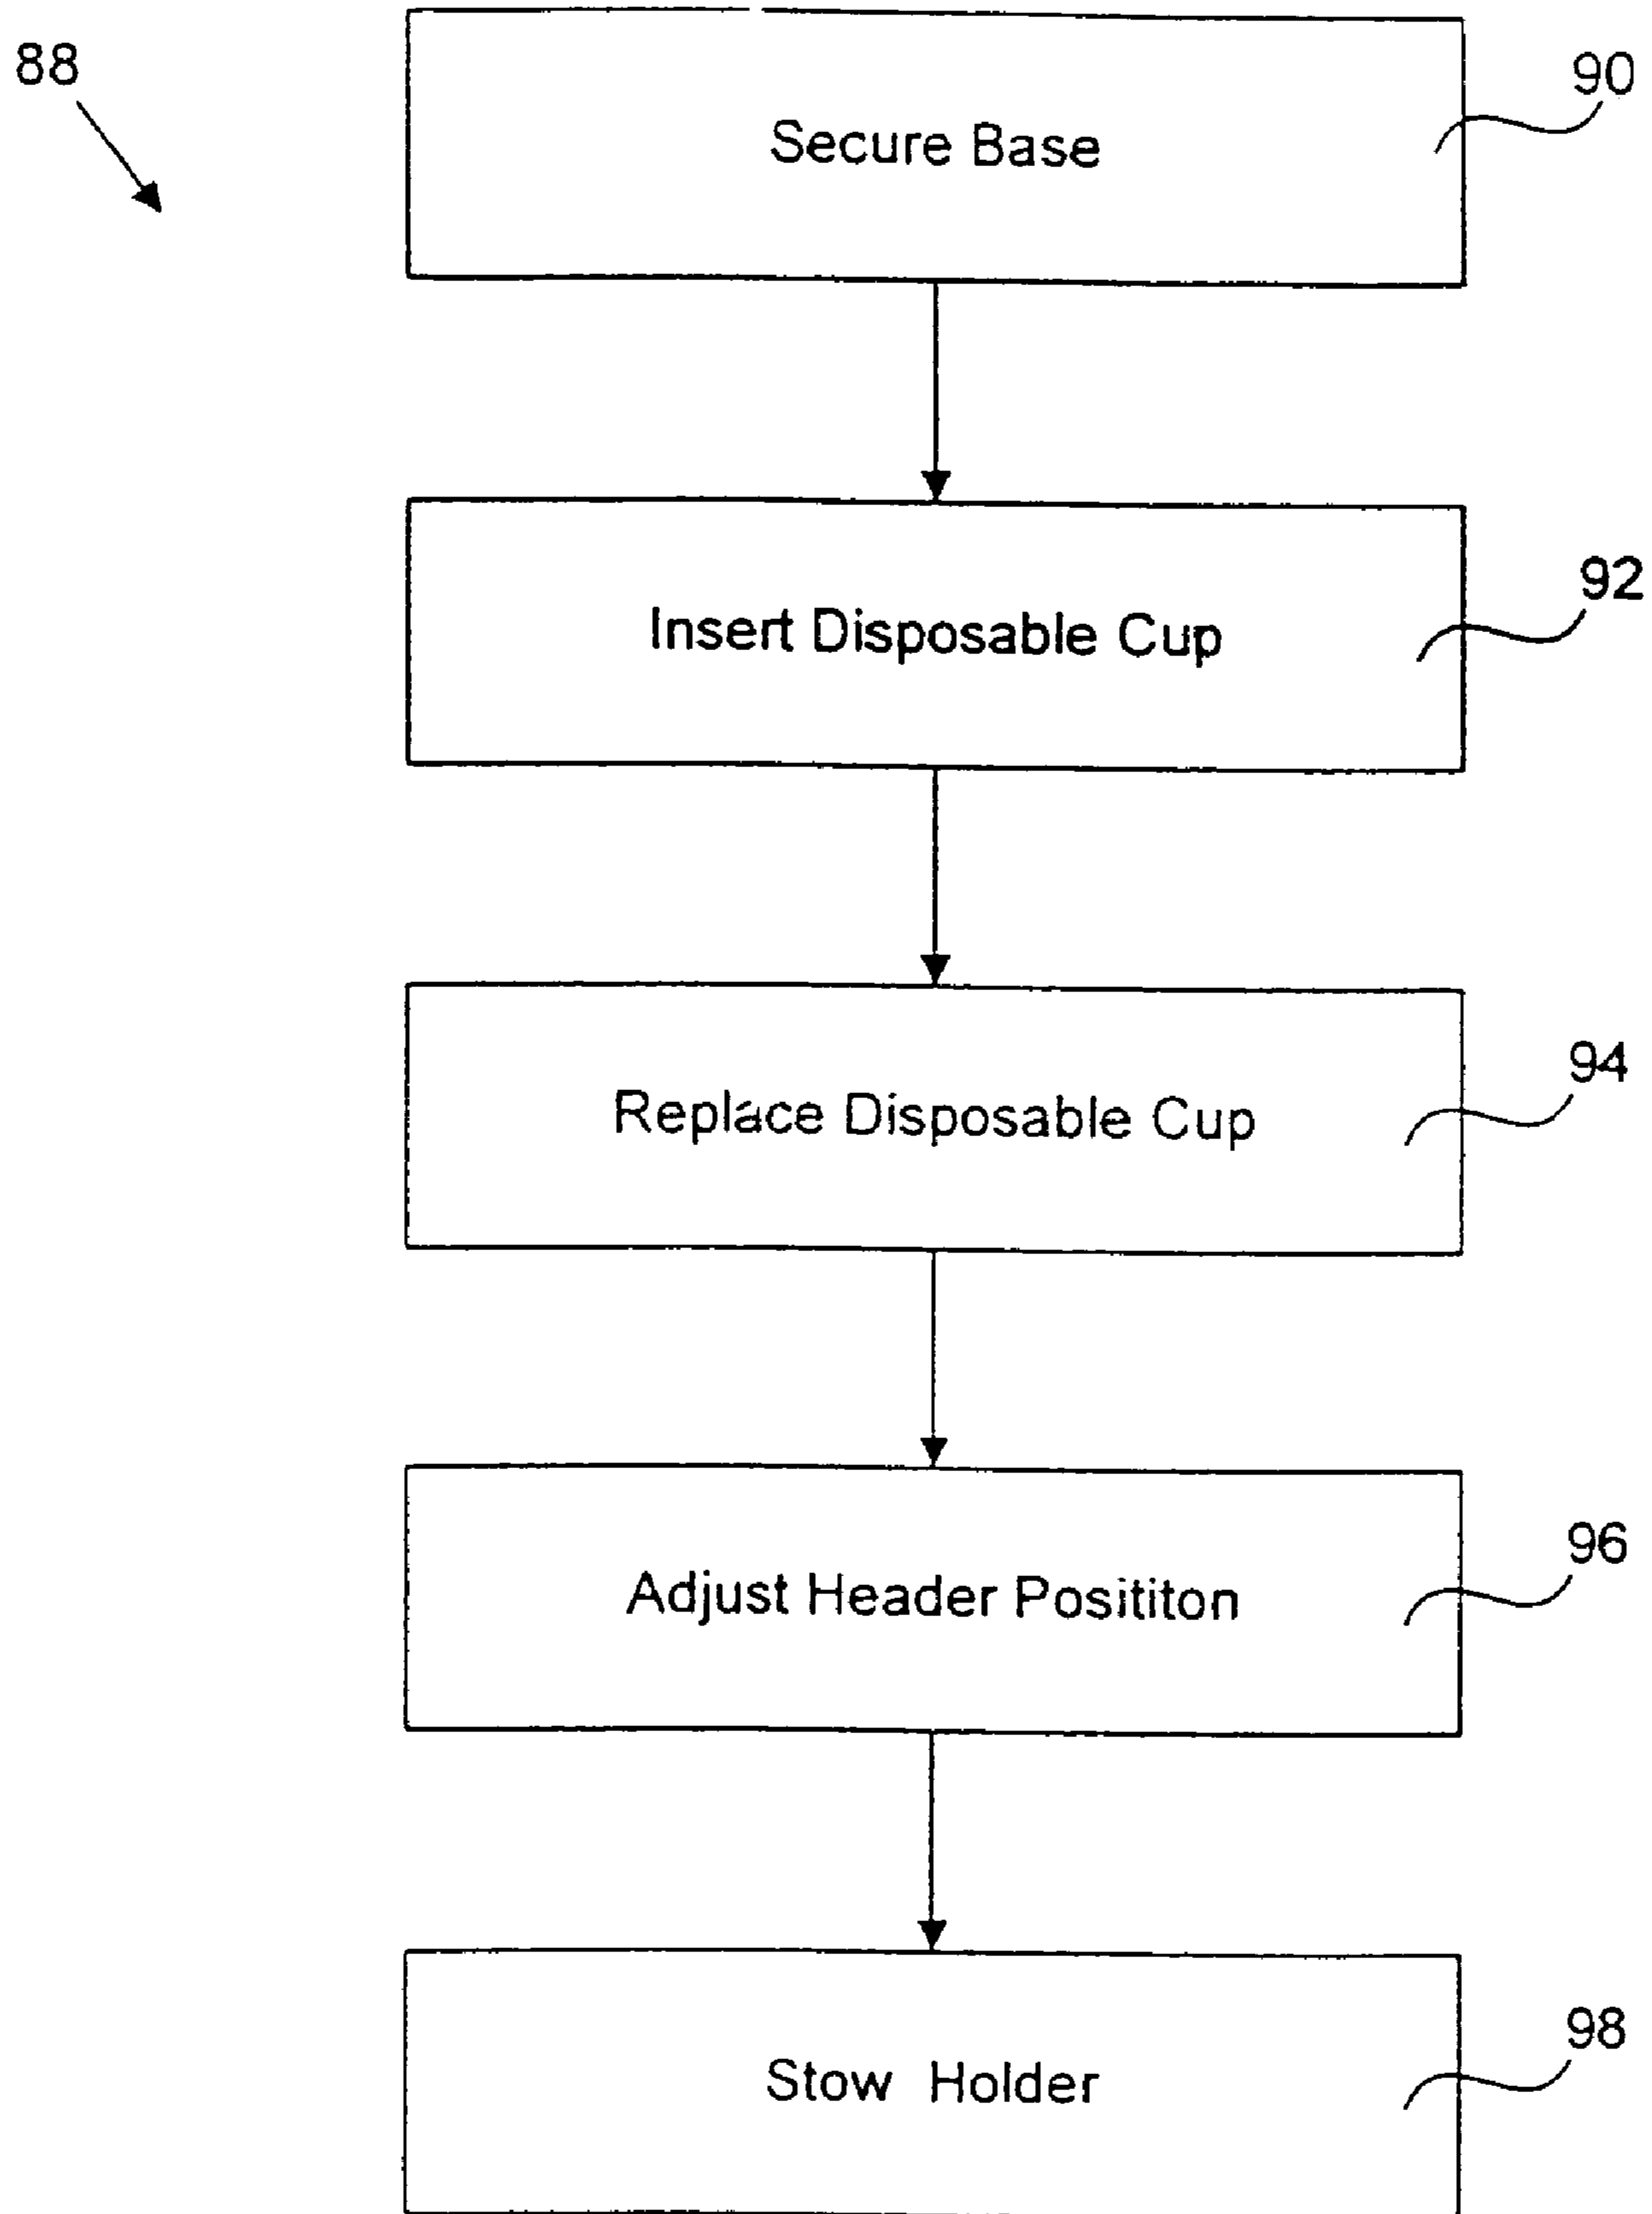 88
Secure Base
90
Insert Disposable Cup
92
Replace Disposable Cup
94
Adjust Header Posititon
96
Stow Holder
98